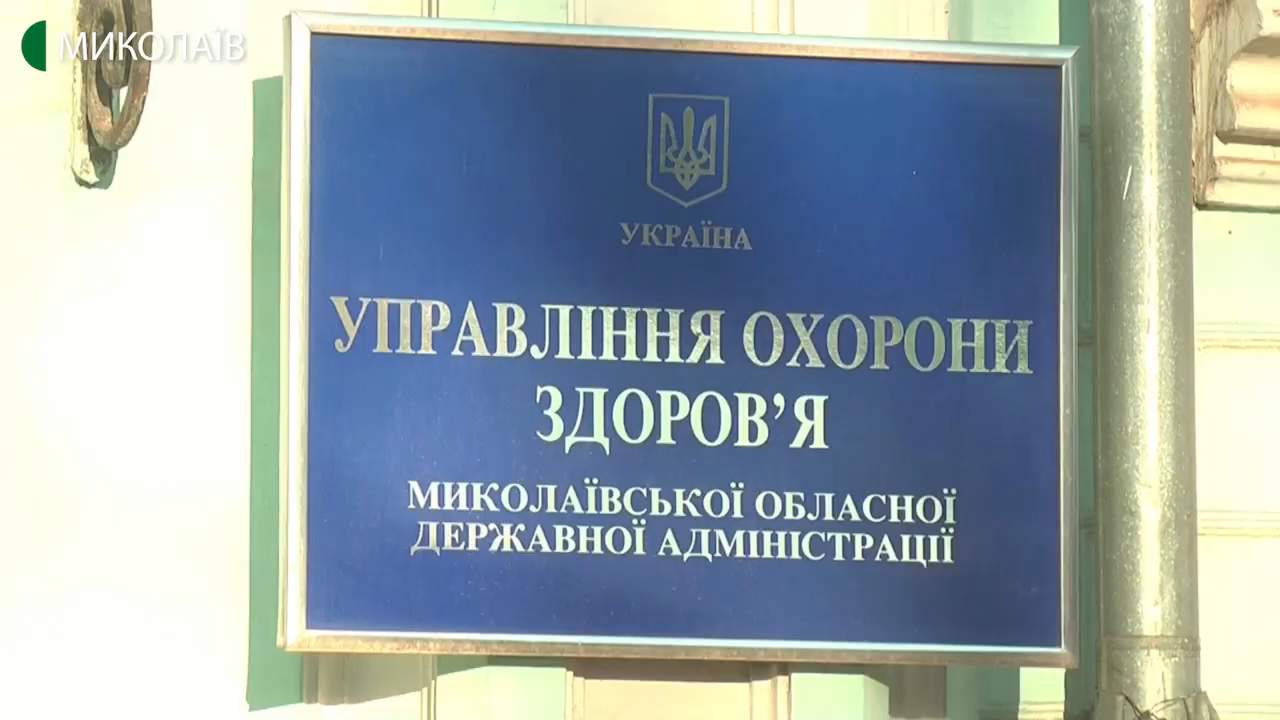 МИКОЛАЇВ
УКРАЇНА
УПРАВЛІННЯ ОХОРОНИ
ЗДОРОВ’Я
МИКОЛАЇВСЬКОЇ ОБЛАСНОЇ
ДЕРЖАВНОЇ АДМІНІСТРАЦІЇ